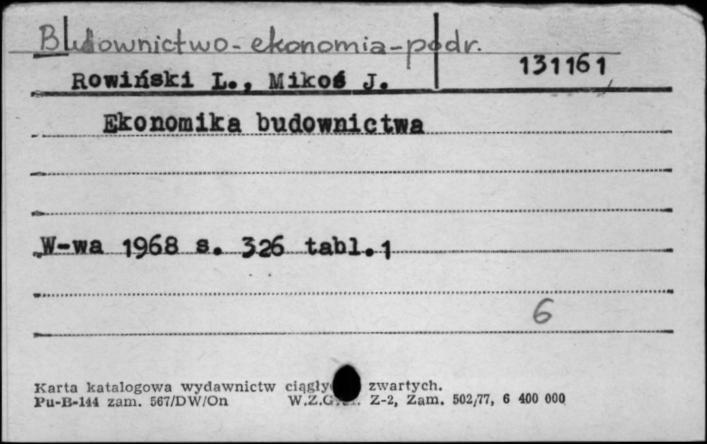 Budownictwo - ekonomia - podr.
Rowiński L., Mikoś J. 131161
Ekonomika budownictwa
W-wa 1968 s. 326 tabl.1
6
Karta katalogowa wydawnictw zwartych.
Pu-B-144 zam. 567/DW/On Z-2, Zam. 502/77, 6 400 000